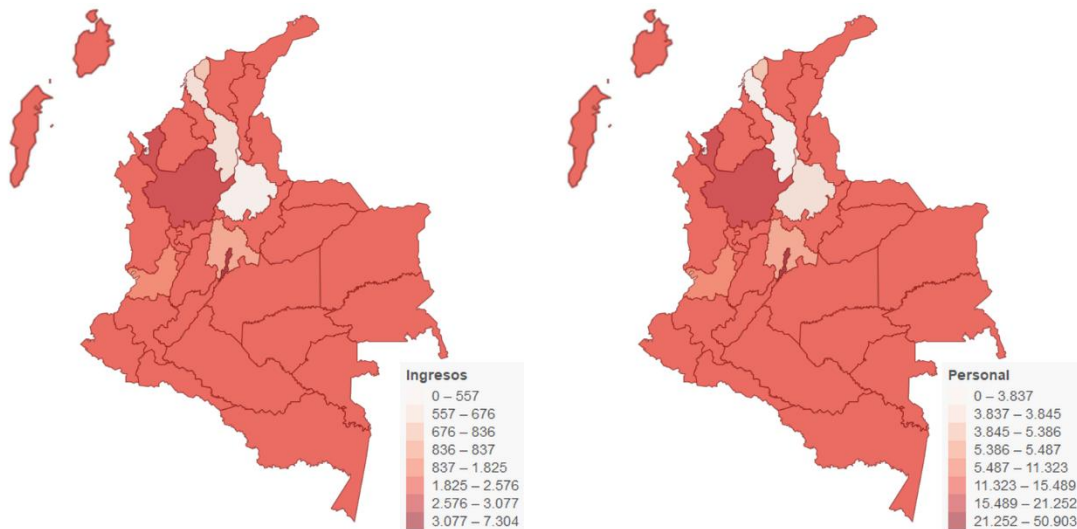 Ingresos
0 – 557
557 – 676
676 – 836
836 – 837
837 – 1.825
1.825 – 2.576
2.576 – 3.077
3.077 – 7.304
Personal
0 – 3.837
3.837 – 3.845
3.845 – 5.386
5.386 – 5.487
5.487 – 11.323
11.323 – 15.489
15.489 – 21.252
21.252 – 50.903